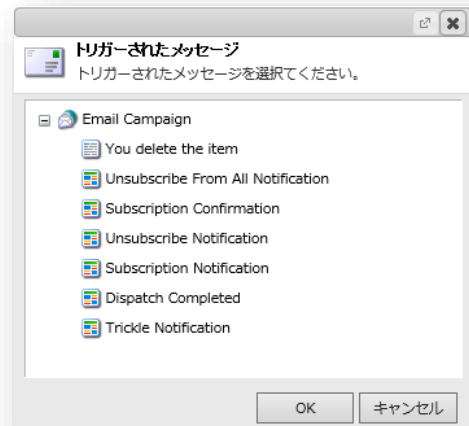 トリガーされたメッセージ
トリガーされたメッセージを選択てください。
Email Campaign
You delete the item
Unsubscribe From All Notification
Subscription Confirmation
Unsubscribe Notification
Subscription Notification
Dispatch Completed
Trickle Notification
OK キャンセル